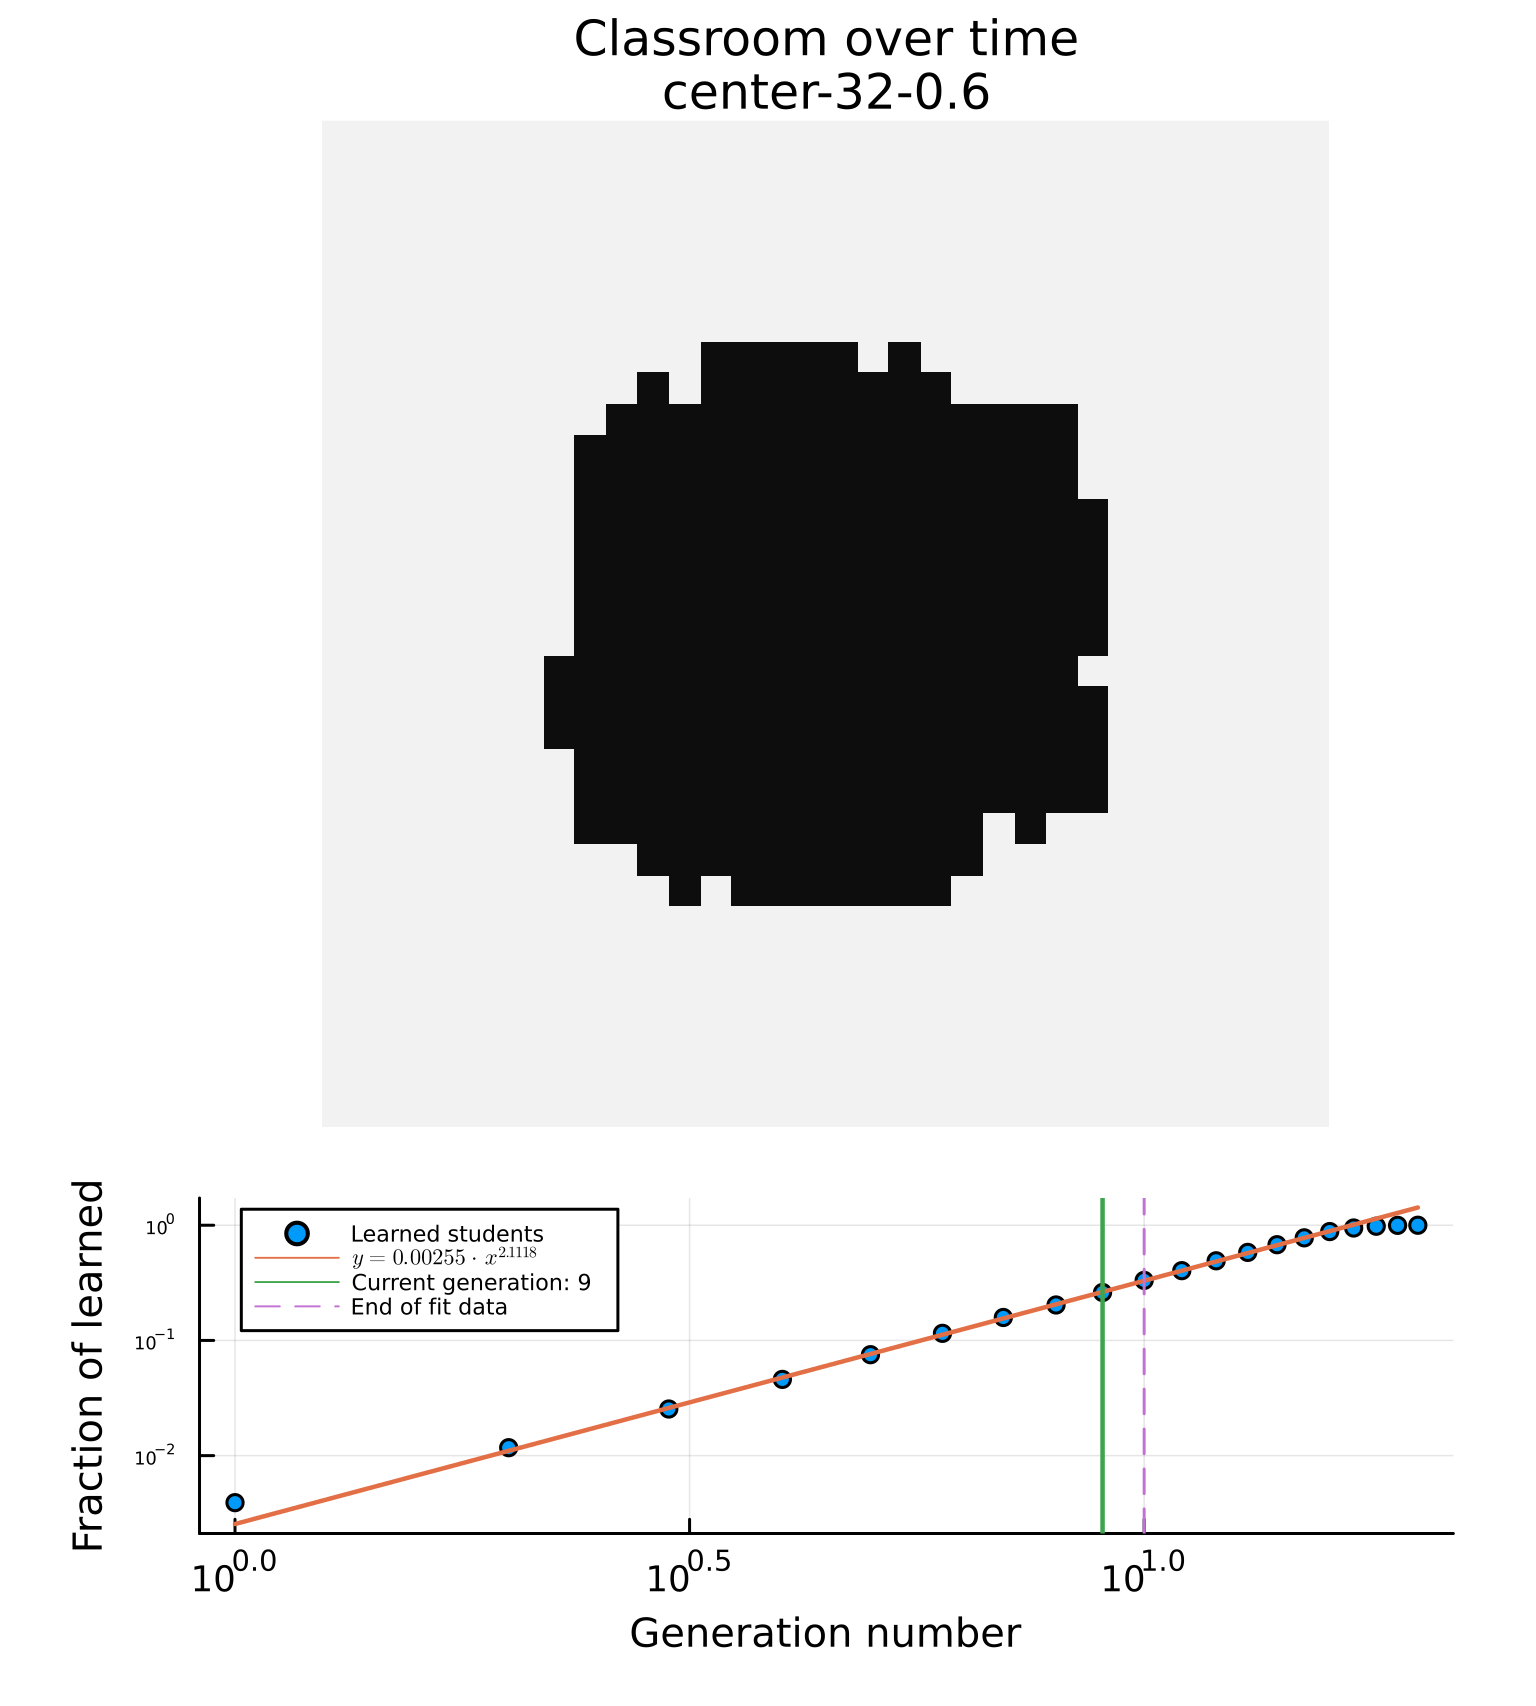 Classroom over time
center-32-0.6
Fraction of learned
10⁰
10⁻¹
10⁻²
Learned students
y = 0.00255 · x^2.1118
Current generation: 9
End of fit data
10^0.0
10^0.5
10^1.0
Generation number